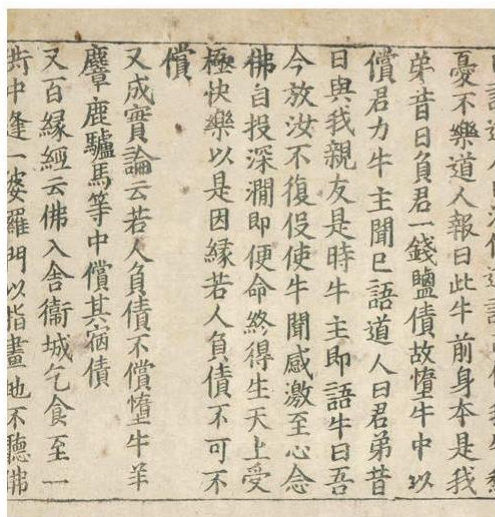 憂不樂道人報曰此牛前身本是我
弟昔日負君一錢鹽債故墮牛中以
償君力牛主聞巳語道人曰君弟昔
日與我親友是時牛主即語牛曰吾
今放汝不復伇使牛聞感激至心念
佛自投深澗即便命終得生天上受
極快樂以是因緣若人負債不可不
償
又成實論云若人負債不償墮牛羊
麞鹿驢馬等中償其宿債
又百緣經云佛入舍衛城乞食至一
中逢一婆羅門以指畫地不聽佛